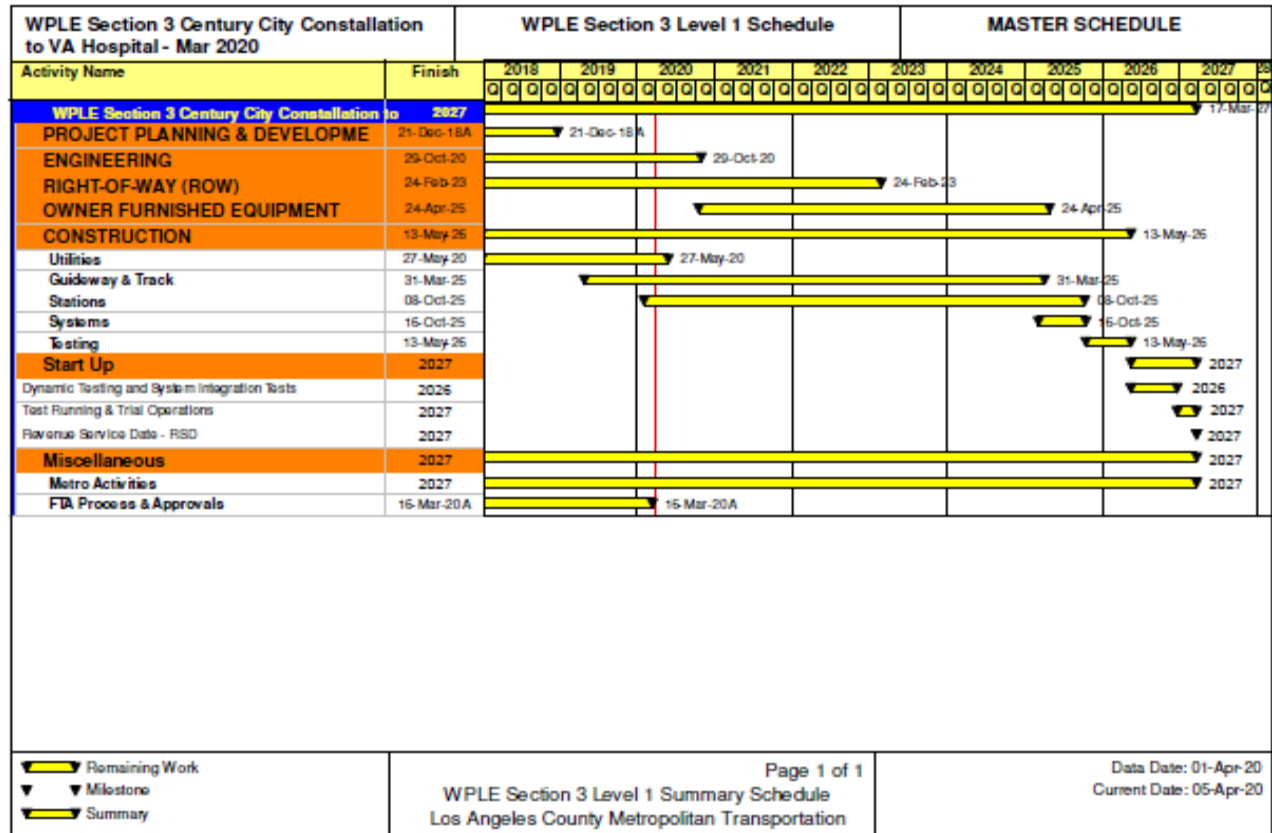 WPLE Section 3 Century City Constallation
to VA Hospital - Mar 2020
WPLE Section 3 Level 1 Schedule
MASTER SCHEDULE
Activity Name Finish 2018 2019 2020 2021 2022 2023 2024 2025 2026 2027 28
Q Q Q Q Q Q Q Q Q Q Q Q Q Q Q Q Q Q Q Q Q Q Q Q Q Q Q Q Q Q Q Q Q Q Q Q Q Q Q Q Q
WPLE Section 3 Century City Constallation to 2027 17-Mar-27
PROJECT PLANNING & DEVELOPME 21-Dec-18A 21-Dec-18A
ENGINEERING 29-Oct-20 29-Oct-20
RIGHT-OF-WAY (ROW) 24-Feb-23 24-Feb-23
OWNER FURNISHED EQUIPMENT 24-Apr-25 24-Apr-25
CONSTRUCTION 13-May-26 13-May-26
Utilities 27-May-20 27-May-20
Guideway & Track 31-Mar-25 31-Mar-25
Stations 08-Oct-25 08-Oct-25
Systems 16-Oct-25 16-Oct-25
Testing 13-May-26 13-May-26
Start Up 2027 2027
Dynamic Testing and System Integration Tests 2026 2026
Test Running & Trial Operations 2027 2027
Revenue Service Date - RSD 2027 2027
Miscellaneous 2027 2027
Metro Activities 2027 2027
FTA Process & Approvals 16-Mar-20A 16-Mar-20A
Remaining Work
Milestone
Summary
Page 1 of 1
WPLE Section 3 Level 1 Summary Schedule
Los Angeles County Metropolitan Transportation
Data Date: 01-Apr-20
Current Date: 05-Apr-20